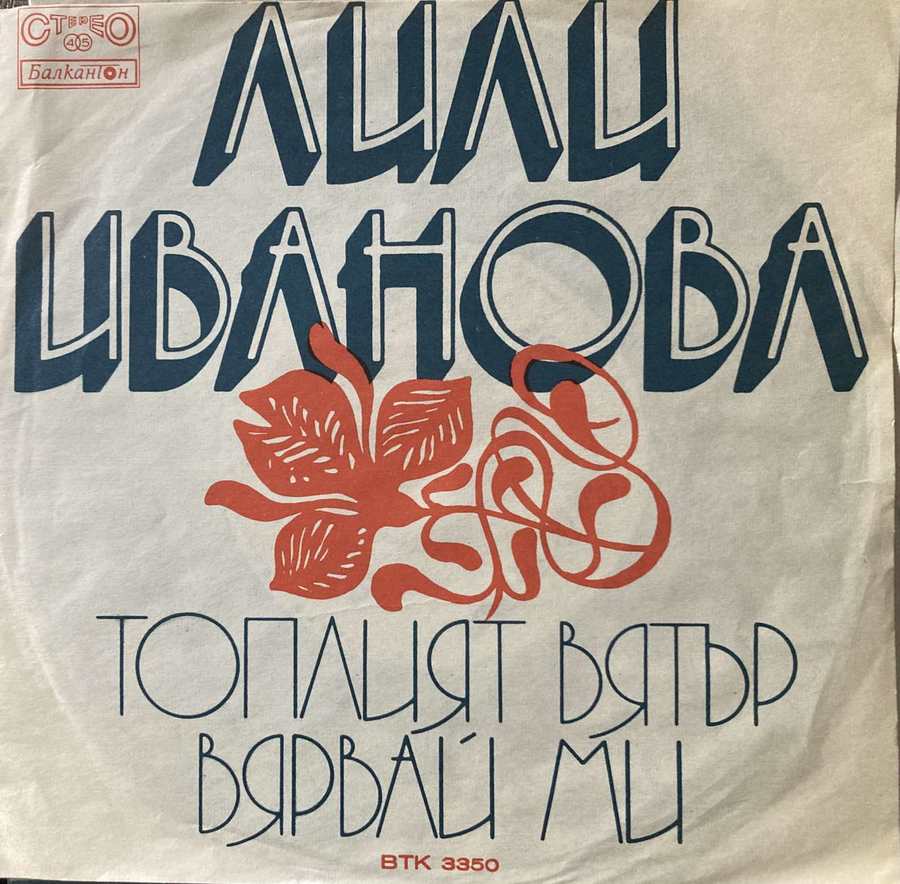 СТЕРЕО
45
Балкантон
ЛИЛИ
ИВАНОВА
ТОПЛИЯТ ВЯТЪР
ВЯРВАЙ МИ
ВТК 3350